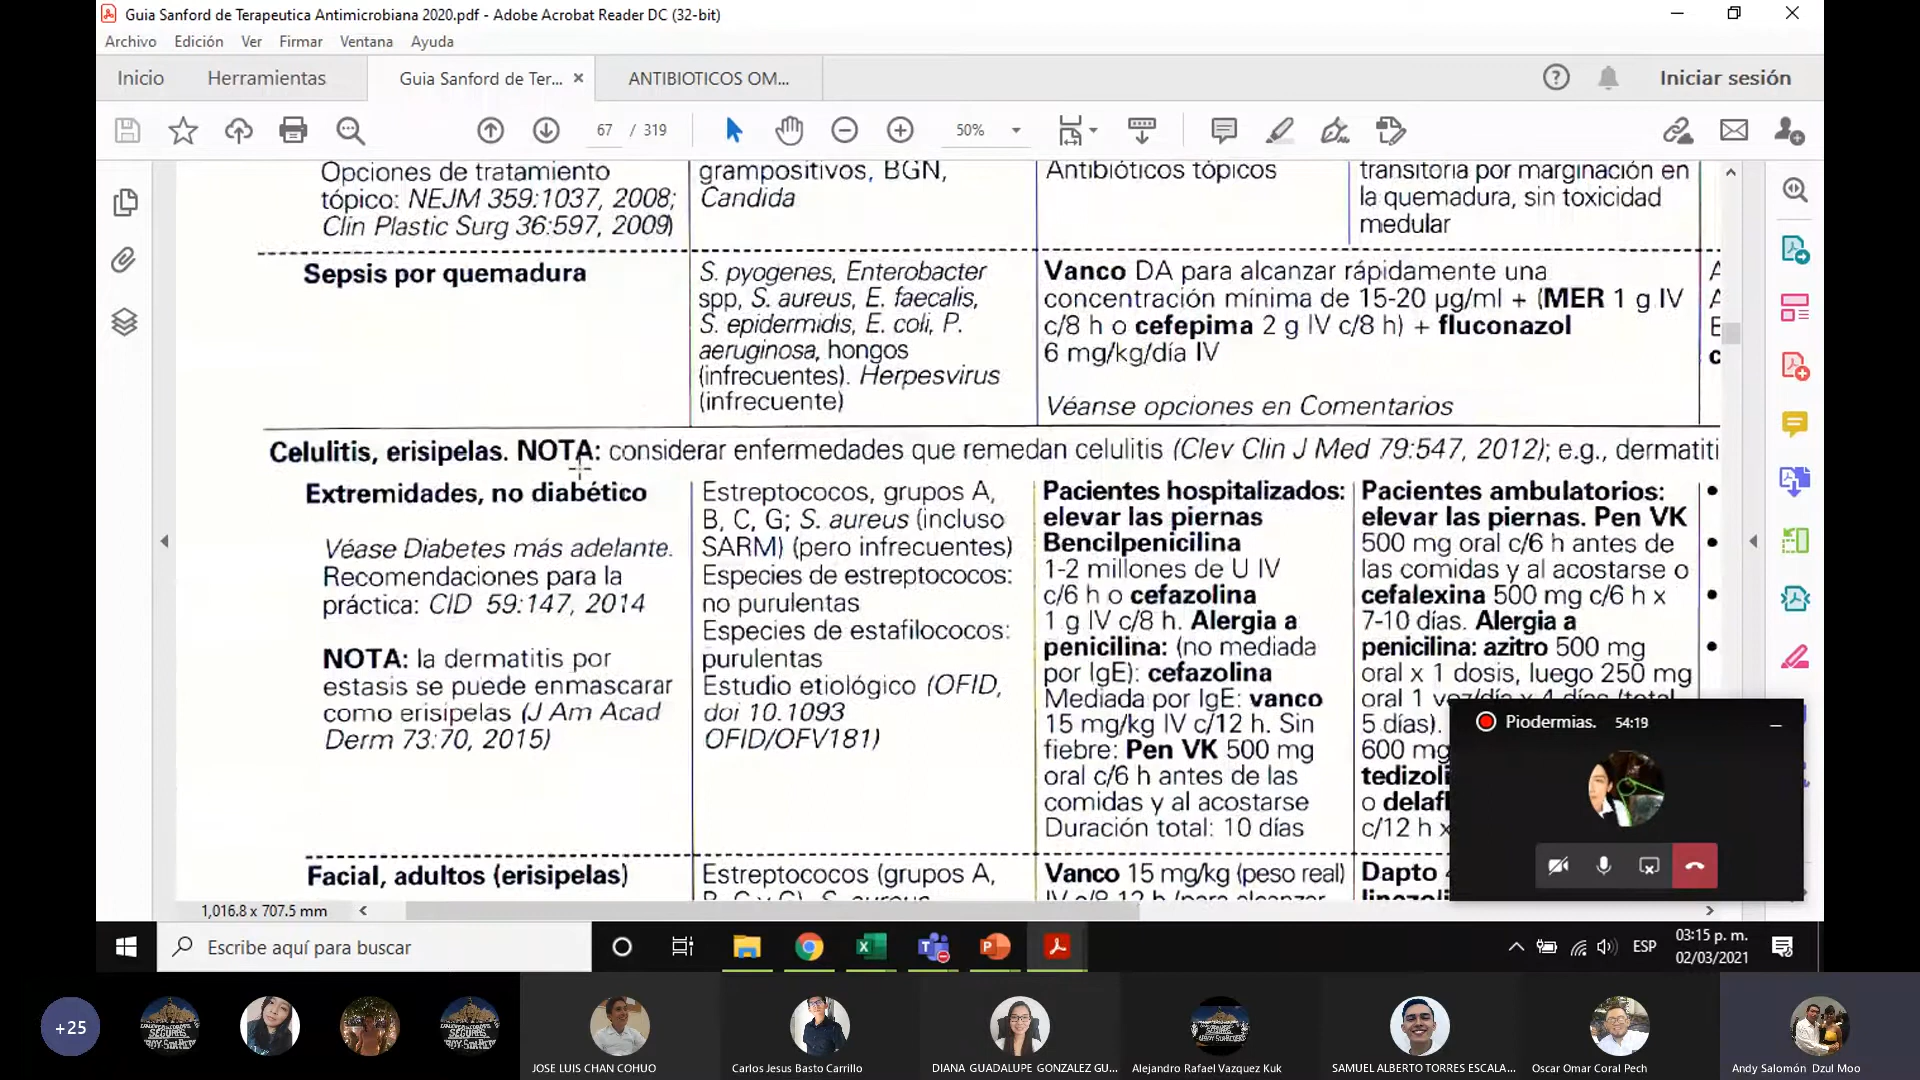 Guia Sanford de Terapeutica Antimicrobiana 2020.pdf - Adobe Acrobat Reader DC (32-bit)
Archivo Edición Ver Firmar Ventana Ayuda
Inicio Herramientas Guia Sanford de Ter... ANTIBIOTICOS OM... Iniciar sesión
67 / 319 50%
Opciones de tratamiento
tópico: NEJM 359:1037, 2008;
Clin Plastic Surg 36:597, 2009)
grampositivos, BGN,
Candida
Antibióticos tópicos
transitoria por marginación en
la quemadura, sin toxicidad
medular
Sepsis por quemadura
S. pyogenes, Enterobacter
spp, S. aureus, E. faecalis,
S. epidermidis, E. coli, P.
aeruginosa, hongos
(infrecuentes). Herpesvirus
(infrecuente)
Vanco DA para alcanzar rápidamente una
concentración mínima de 15-20 µg/ml + (MER 1 g IV
c/8 h o cefepima 2 g IV c/8 h) + fluconazol
6 mg/kg/día IV
Véanse opciones en Comentarios
Celulitis, erisipelas. NOTA: considerar enfermedades que remedan celulitis (Clev Clin J Med 79:547, 2012); e.g., dermatiti
Extremidades, no diabético
Véase Diabetes más adelante.
Recomendaciones para la
práctica: CID 59:147, 2014
NOTA: la dermatitis por
estasis se puede enmascarar
como erisipelas (J Am Acad
Derm 73:70, 2015)
Estreptococos, grupos A,
B, C, G; S. aureus (incluso
SARM) (pero infrecuentes)
Especies de estreptococos:
no purulentas
Especies de estafilococos:
purulentas
Estudio etiológico (OFID,
doi 10.1093
OFID/OFV181)
Pacientes hospitalizados:
elevar las piernas
Bencilpenicilina
1-2 millones de U IV
c/6 h o cefazolina
1 g IV c/8 h. Alergia a
penicilina: (no mediada
por IgE): cefazolina
Mediada por IgE: vanco
15 mg/kg IV c/12 h. Sin
fiebre: Pen VK 500 mg
oral c/6 h antes de las
comidas y al acostarse
Duración total: 10 días
Pacientes ambulatorios:
elevar las piernas. Pen VK
500 mg oral c/6 h antes de
las comidas y al acostarse o
cefalexina 500 mg c/6 h x
7-10 días. Alergia a
penicilina: azitro 500 mg
oral x 1 dosis, luego 250 mg
oral 1 vez/día x 4 días (total
5 días).
600 mg
tedizoli
o delafl
c/12 h x
Facial, adultos (erisipelas)
Estreptococos (grupos A,
B, C y G), S. aureus
Vanco 15 mg/kg (peso real)
IV c/8-12 h (para alcanzar
Dapto
linezoli
Piodermias. 54:19
1,016.8 x 707.5 mm
Escribe aquí para buscar
ESP
03:15 p. m.
02/03/2021
+25
JOSE LUIS CHAN COHUO
Carlos Jesus Basto Carrillo
DIANA GUADALUPE GONZALEZ GU...
Alejandro Rafael Vazquez Kuk
SAMUEL ALBERTO TORRES ESCALA...
Oscar Omar Coral Pech
Andy Salomón Dzul Moo